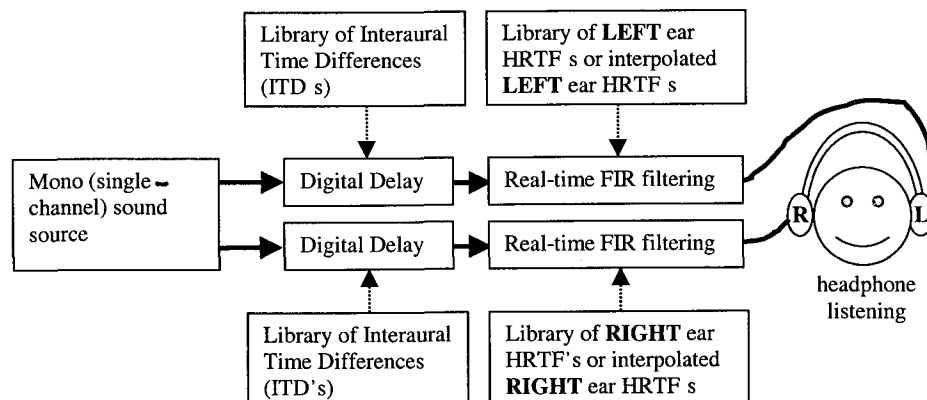 Library of Interaural
Time Differences
(ITD s)
Library of LEFT ear
HRTF s or interpolated
LEFT ear HRTF s
Mono (single-
channel) sound
source
Digital Delay
Real-time FIR filtering
Digital Delay
Real-time FIR filtering
R
L
headphone
listening
Library of Interaural
Time Differences
(ITD's)
Library of RIGHT ear
HRTF's or interpolated
RIGHT ear HRTF s